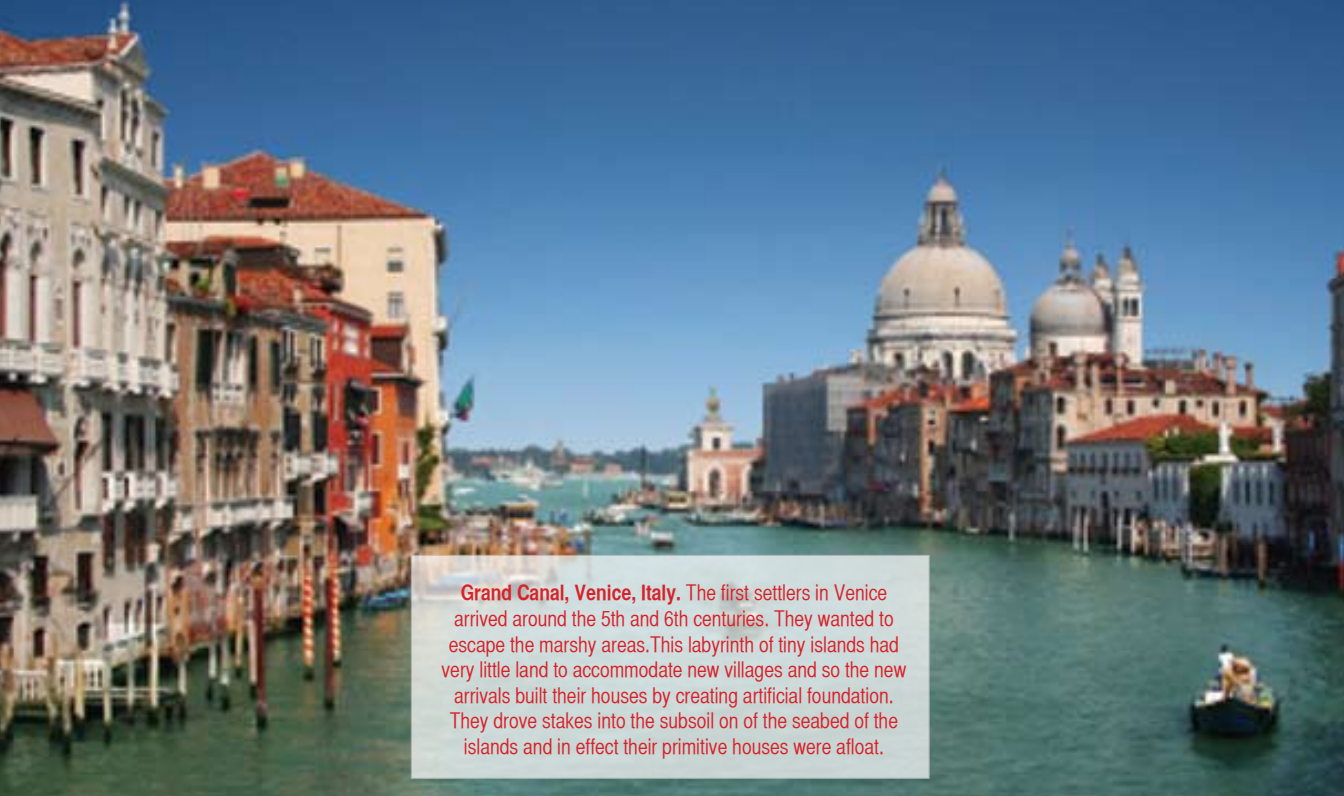 Grand Canal, Venice, Italy. The first settlers in Venice
arrived around the 5th and 6th centuries. They wanted to
escape the marshy areas.This labyrinth of tiny islands had
very little land to accommodate new villages and so the new
arrivals built their houses by creating artificial foundation.
They drove stakes into the subsoil on of the seabed of the
islands and in effect their primitive houses were afloat.